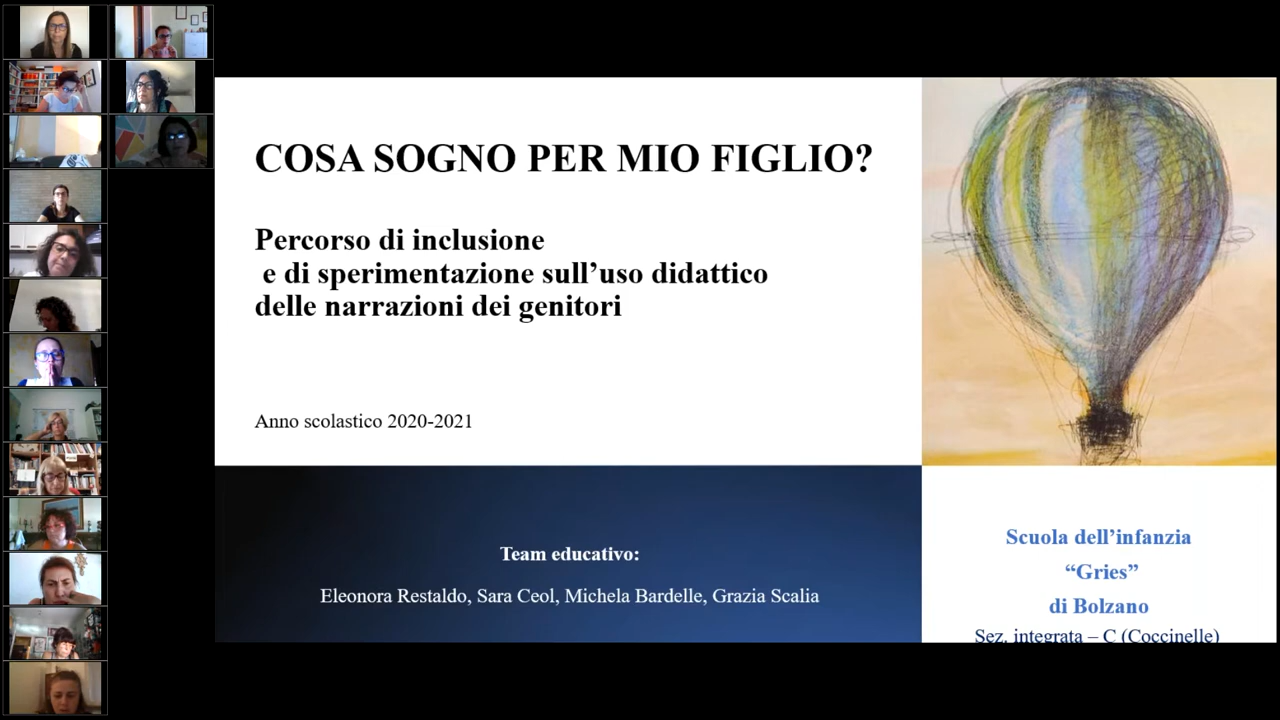 COSA SOGNO PER MIO FIGLIO?
Percorso di inclusione
e di sperimentazione sull’uso didattico
delle narrazioni dei genitori
Anno scolastico 2020-2021
Team educativo:
Eleonora Restaldo, Sara Ceol, Michela Bardelle, Grazia Scalia
Scuola dell’infanzia
“Gries”
di Bolzano
Sez. integrata – C (Coccinelle)